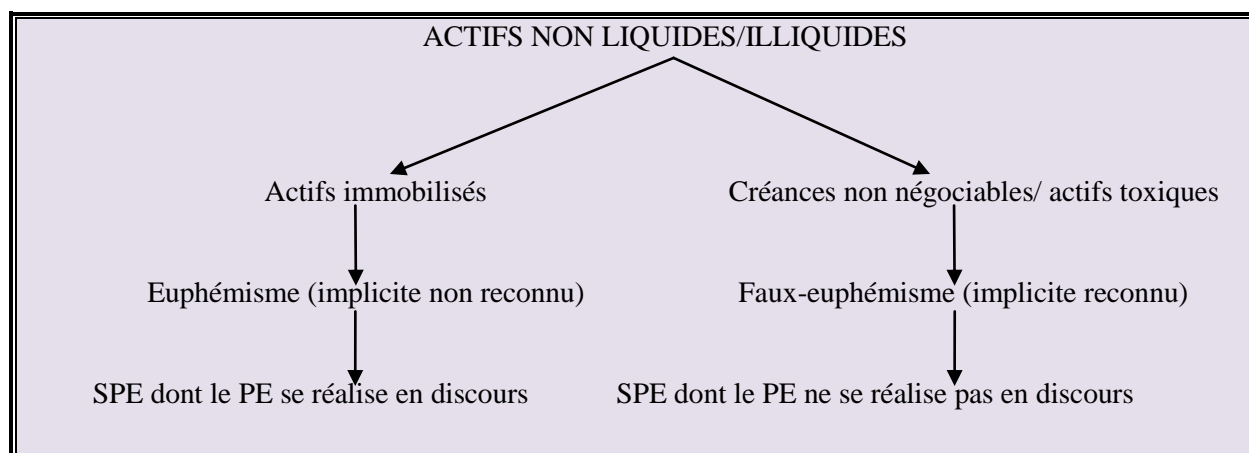 ACTIFS NON LIQUIDES/ILLIQUIDES
Actifs immobilisés
Créances non négociables/ actifs toxiques
Euphémisme (implicite non reconnu)
Faux-euphémisme (implicite reconnu)
SPE dont le PE se réalise en discours
SPE dont le PE ne se réalise pas en discours